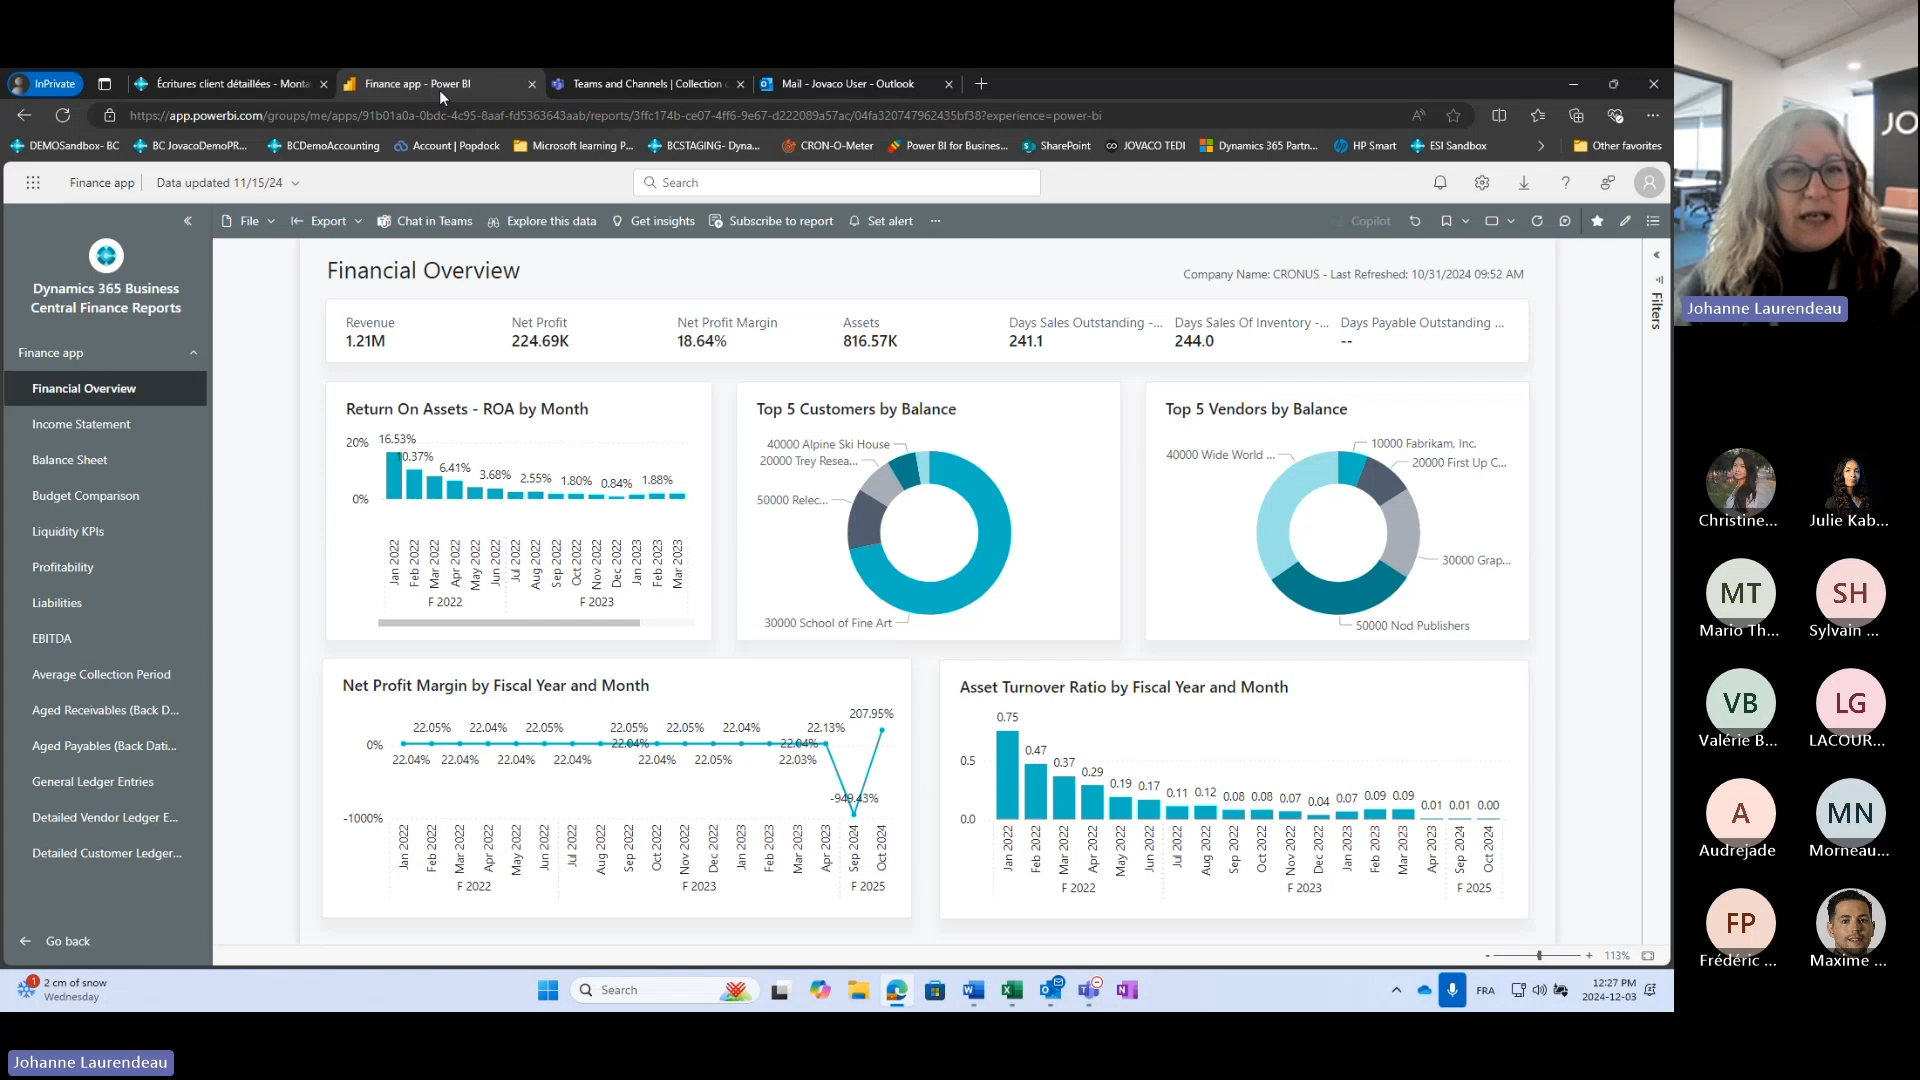 InPrivate
Écritures client détaillées - Monta
Finance app - Power BI
Teams and Channels | Collection
Mail - Jovaco User - Outlook
https://app.powerbi.com/groups/me/apps/91b01a0a-0bdc-4c95-8aaf-fd5363643aab/reports/3ffc174b-ce07-4ff6-9e67-d222089a57ac/04fa320747962435bf38?experience=power-bi
DEMOSandbox- BC
BC JovacoDemoPR...
BCDemoAccounting
Account | Popdock
Microsoft learning P...
BCSTAGING- Dyna...
CRON-O-Meter
Power BI for Busines...
SharePoint
JOVACO TEDI
Dynamics 365 Partn...
HP Smart
ESI Sandbox
Other favorites
Finance app
Data updated 11/15/24
Search
File
Export
Chat in Teams
Explore this data
Get insights
Subscribe to report
Set alert
Copilot
Dynamics 365 Business
Central Finance Reports
Finance app
Financial Overview
Income Statement
Balance Sheet
Budget Comparison
Liquidity KPIs
Profitability
Liabilities
EBITDA
Average Collection Period
Aged Receivables (Back D...
Aged Payables (Back Dati...
General Ledger Entries
Detailed Vendor Ledger E...
Detailed Customer Ledger...
Go back
Financial Overview
Company Name: CRONUS - Last Refreshed: 10/31/2024 09:52 AM
Filters
Revenue
1.21M
Net Profit
224.69K
Net Profit Margin
18.64%
Assets
816.57K
Days Sales Outstanding -...
241.1
Days Sales Of Inventory -...
244.0
Days Payable Outstanding ...
--
Return On Assets - ROA by Month
20%
0%
16.53%
10.37%
6.41%
3.68%
2.55%
1.80%
0.84%
1.88%
Jan 2022
Feb 2022
Mar 2022
Apr 2022
May 2022
Jun 2022
Jul 2022
Aug 2022
Sep 2022
Oct 2022
Nov 2022
Dec 2022
Jan 2023
Feb 2023
Mar 2023
F 2022
F 2023
Top 5 Customers by Balance
40000 Alpine Ski House
20000 Trey Resea...
50000 Relec...
30000 School of Fine Art
Top 5 Vendors by Balance
10000 Fabrikam, Inc.
40000 Wide World ...
20000 First Up C...
30000 Grap...
50000 Nod Publishers
Net Profit Margin by Fiscal Year and Month
0%
-1000%
22.05%
22.04%
22.05%
22.05%
22.05%
22.04%
22.13%
207.95%
22.04%
22.04%
22.04%
22.04%
22.04%
22.04%
22.04%
22.05%
22.04%
22.03%
-949.43%
Jan 2022
Feb 2022
Mar 2022
Apr 2022
May 2022
Jun 2022
Jul 2022
Aug 2022
Sep 2022
Oct 2022
Nov 2022
Dec 2022
Jan 2023
Feb 2023
Mar 2023
Apr 2023
Sep 2024
Oct 2024
F 2022
F 2023
F 2025
Asset Turnover Ratio by Fiscal Year and Month
0.5
0.0
0.75
0.47
0.37
0.29
0.19
0.17
0.11
0.12
0.08
0.08
0.07
0.04
0.07
0.09
0.09
0.01
0.01
0.00
Jan 2022
Feb 2022
Mar 2022
Apr 2022
May 2022
Jun 2022
Jul 2022
Aug 2022
Sep 2022
Oct 2022
Nov 2022
Dec 2022
Jan 2023
Feb 2023
Mar 2023
Apr 2023
Sep 2024
Oct 2024
F 2022
F 2023
F 2025
113%
1
2 cm of snow
Wednesday
Search
FRA
12:27 PM
2024-12-03
JO
Johanne Laurendeau
Christine...
Julie Kab...
MT
Mario Th...
SH
Sylvain ...
VB
Valérie B...
LG
LACOUR...
A
Audrejade
MN
Morneau...
FP
Frédéric ...
Maxime ...
Johanne Laurendeau